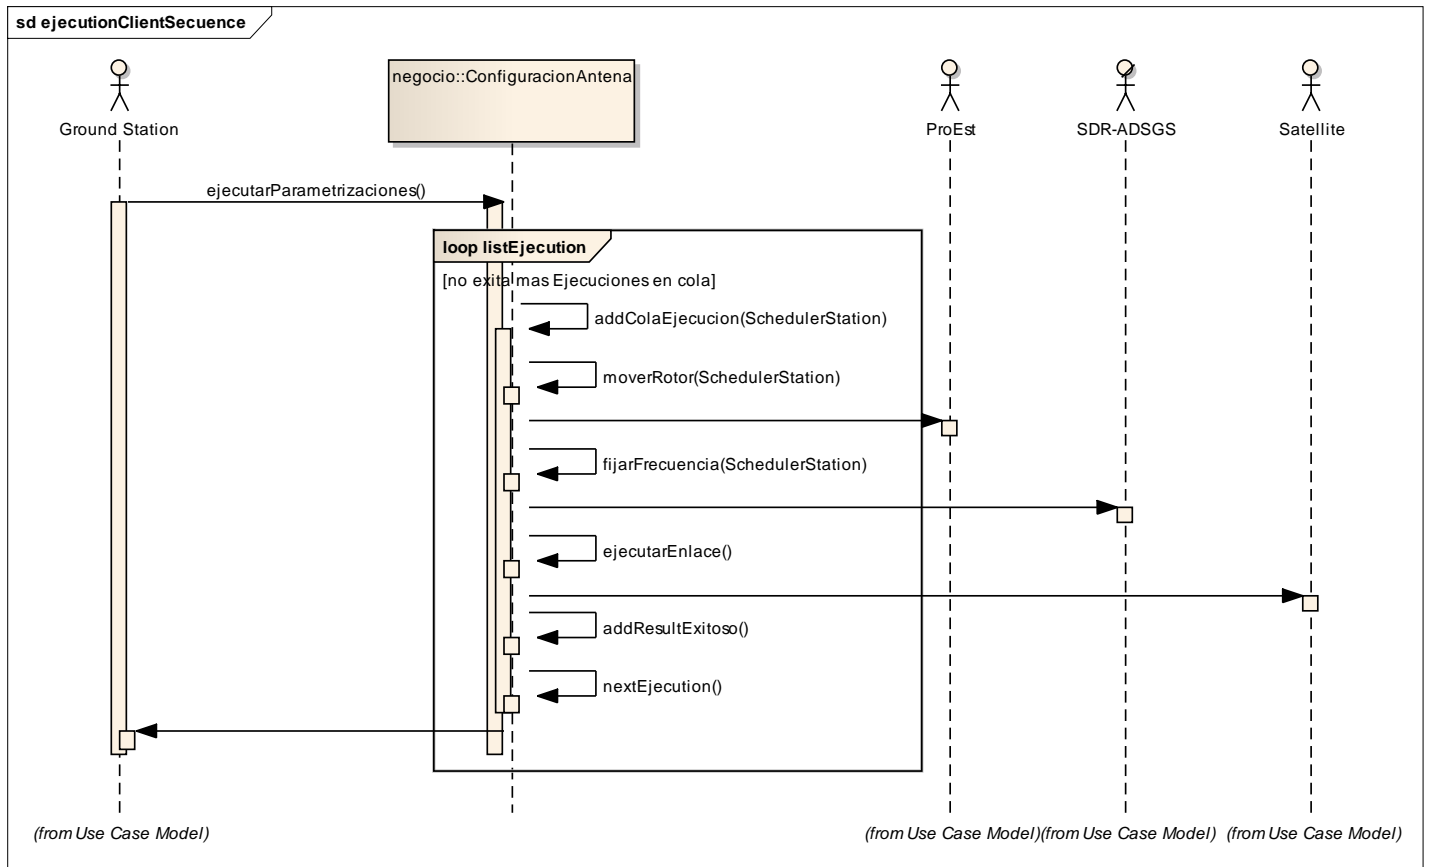 sd ejecutionClientSecuence
negocio::ConfiguracionAntena
Ground Station
ProEst
SDR-ADSGS
Satellite
ejecutarParametrizaciones()
loop listEjecution
[no exita mas Ejecuciones en cola]
addColaEjecucion(SchedulerStation)
moverRotor(SchedulerStation)
fijarFrecuencia(SchedulerStation)
ejecutarEnlace()
addResultExitoso()
nextEjecution()
(from Use Case Model)
(from Use Case Model)
(from Use Case Model)
(from Use Case Model)